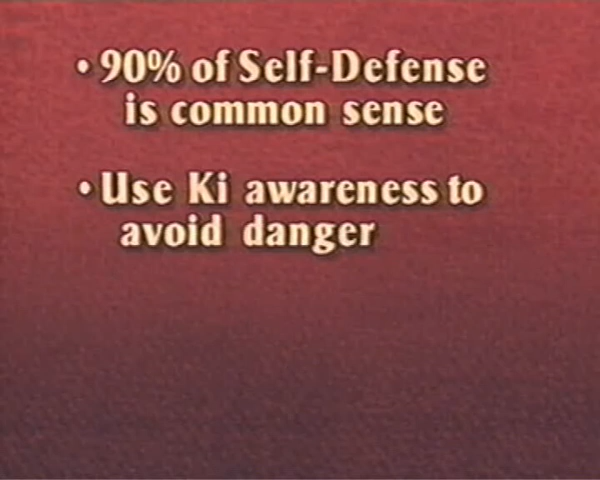 • 90% of Self-Defense
is common sense
• Use Ki awareness to
avoid danger